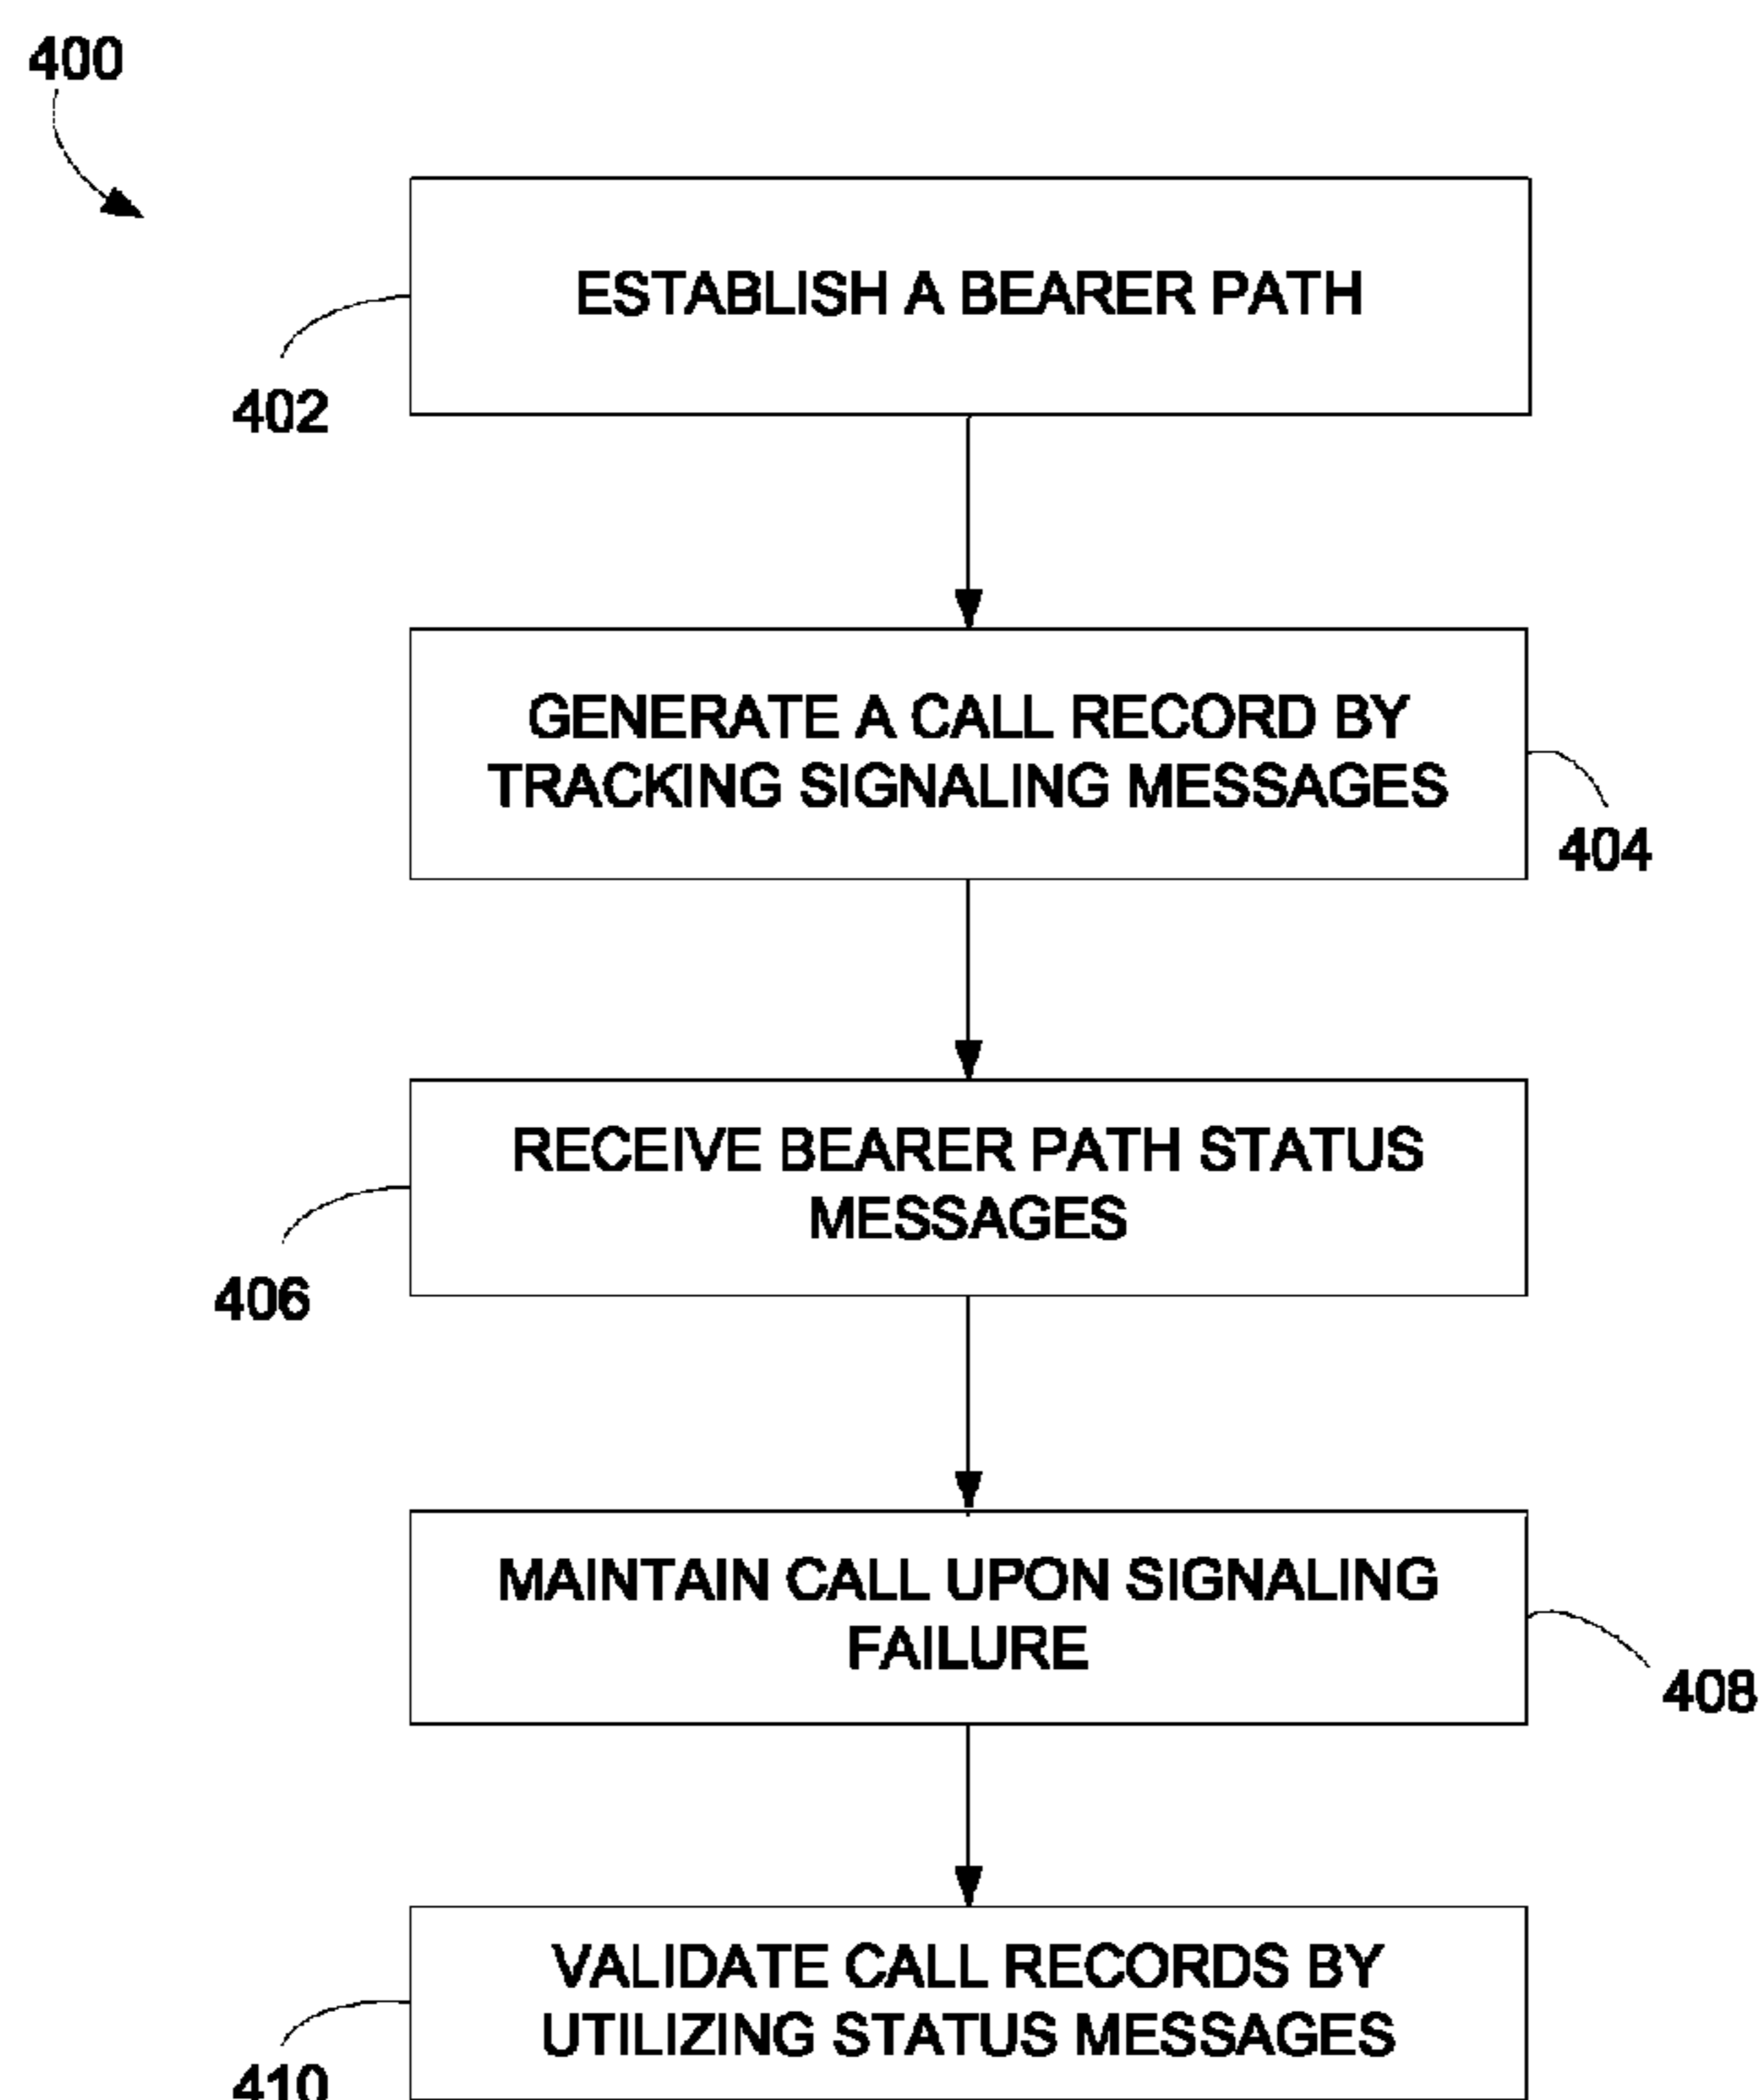 400
ESTABLISH A BEARER PATH
402
GENERATE A CALL RECORD BY
TRACKING SIGNALING MESSAGES
404
RECEIVE BEARER PATH STATUS
MESSAGES
406
MAINTAIN CALL UPON SIGNALING
FAILURE
408
VALIDATE CALL RECORDS BY
UTILIZING STATUS MESSAGES
410